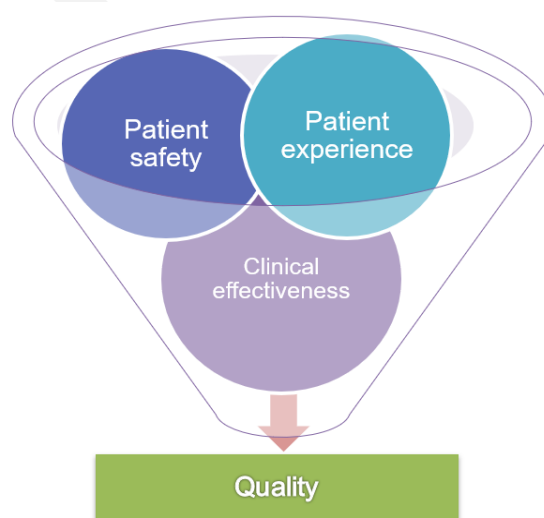 Patient
safety
Patient
experience
Clinical
effectiveness
Quality